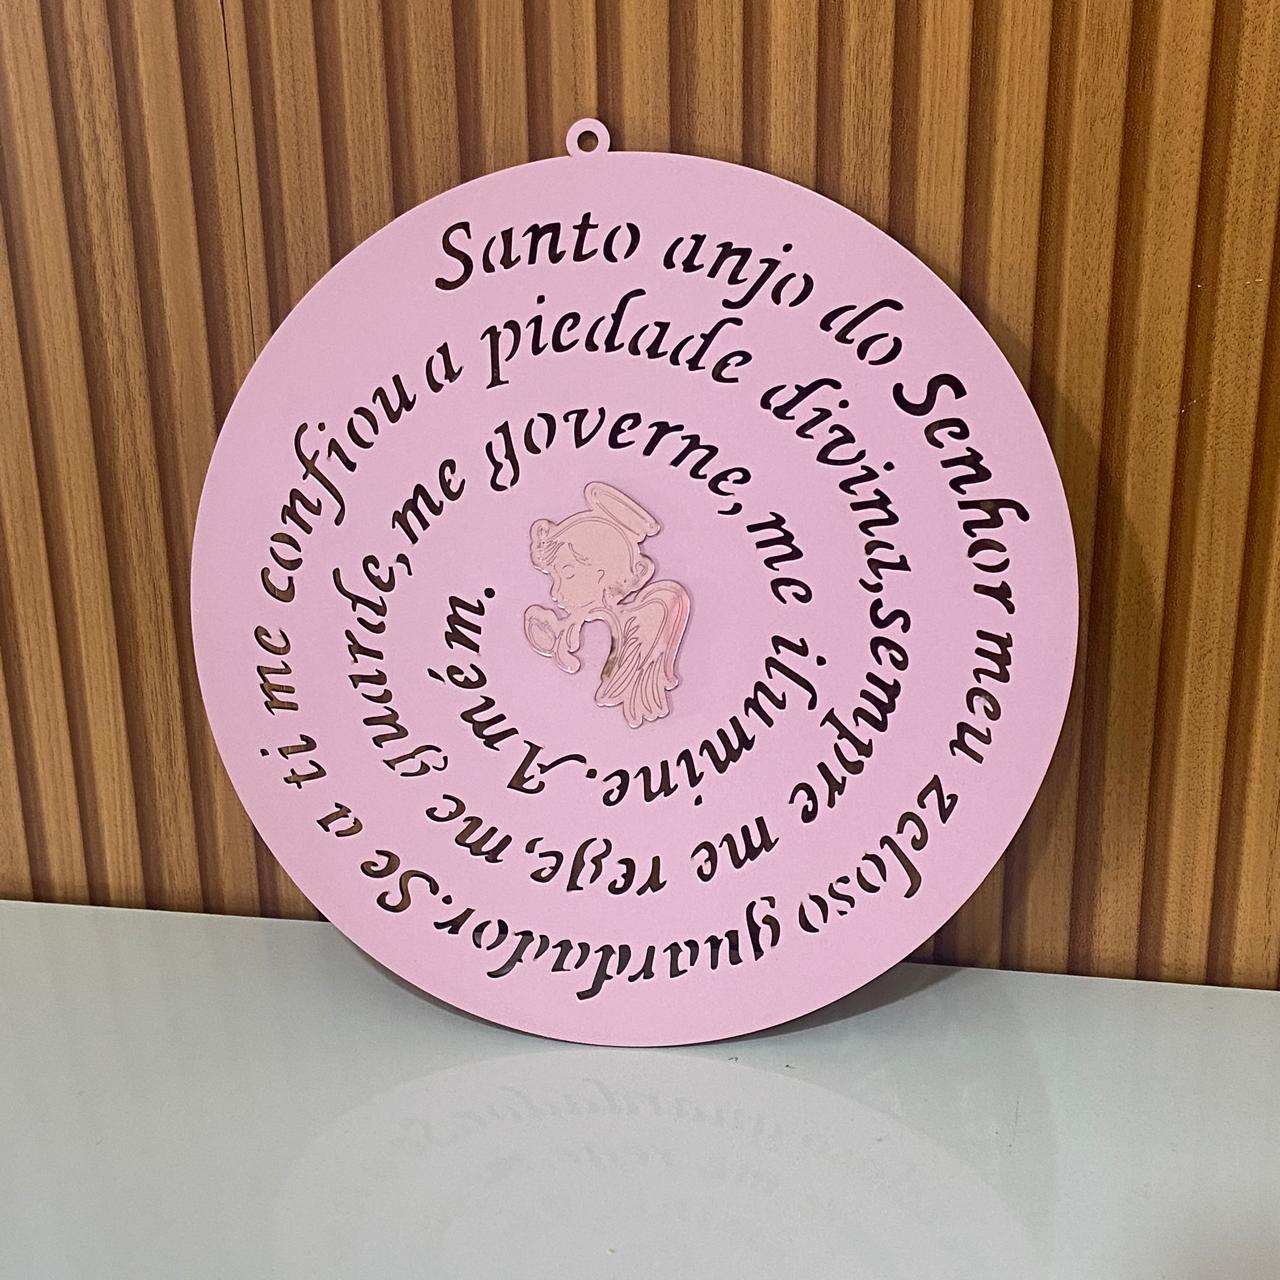 Santo anjo do Senhor meu zeloso guardador. Se a ti me confiou a piedade divina, sempre me rege, me guarde, me governe, me ilumine. Amém.